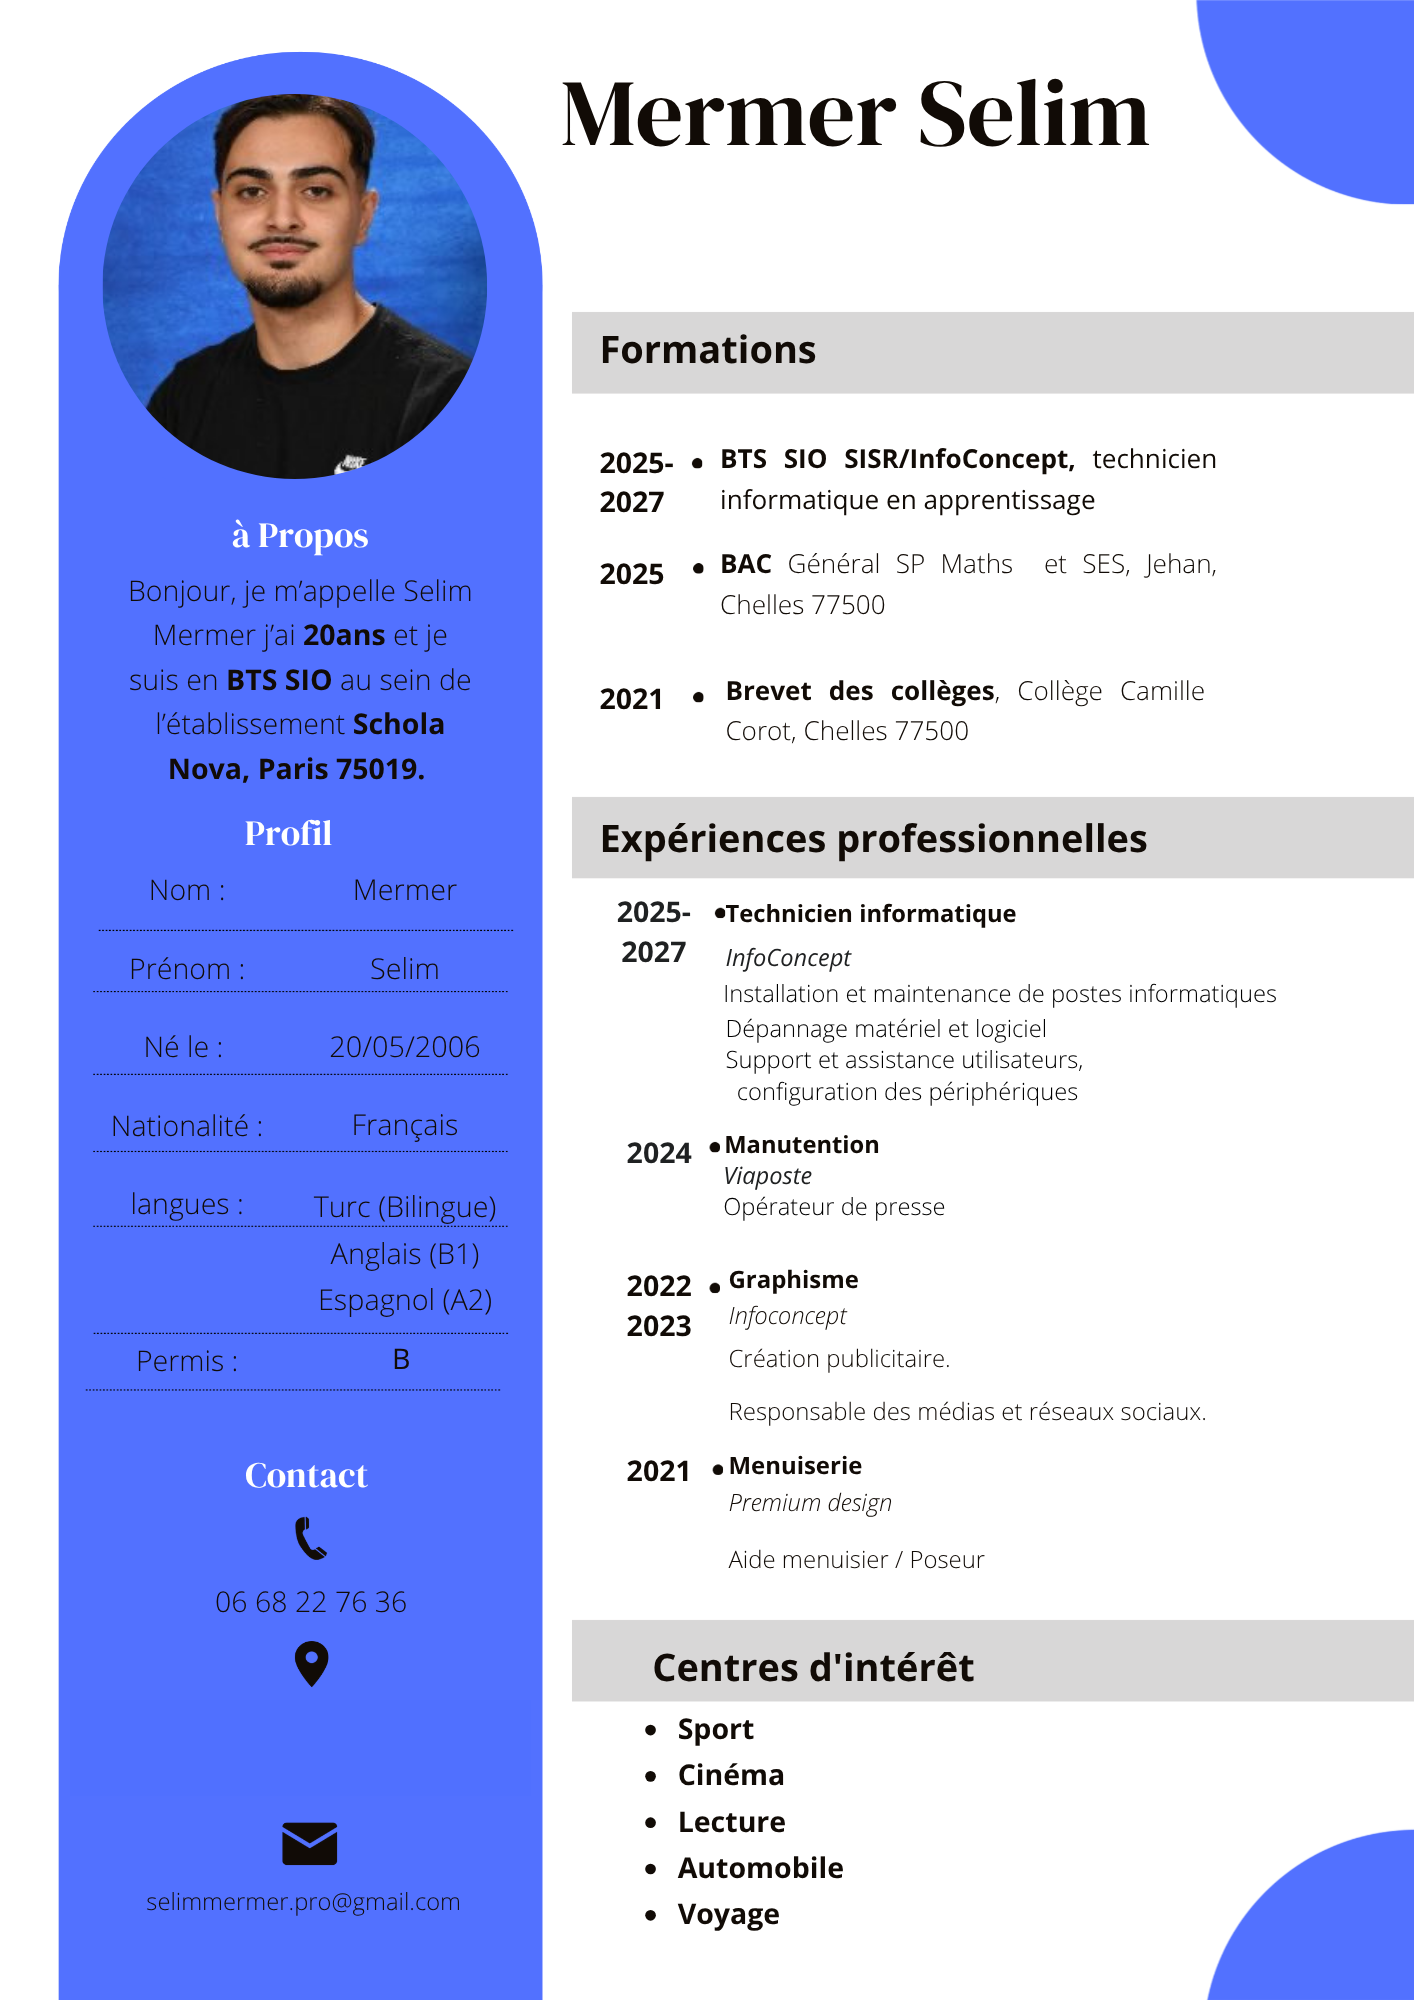 Mermer Selim
à Propos
Bonjour, je m’appelle Selim
Mermer j’ai 20ans et je
suis en BTS SIO au sein de
l’établissement Schola
Nova, Paris 75019.
Profil
Nom : Mermer
Prénom : Selim
Né le : 20/05/2006
Nationalité : Français
langues : Turc (Bilingue)
Anglais (B1)
Espagnol (A2)
Permis : B
Contact
06 68 22 76 36
selimmermer.pro@gmail.com
Formations
2025- • BTS SIO SISR/InfoConcept, technicien
2027 informatique en apprentissage
2025 • BAC Général SP Maths et SES, Jehan,
Chelles 77500
2021 • Brevet des collèges, Collège Camille
Corot, Chelles 77500
Expériences professionnelles
2025- •Technicien informatique
2027 InfoConcept
Installation et maintenance de postes informatiques
Dépannage matériel et logiciel
Support et assistance utilisateurs,
configuration des périphériques
2024 •Manutention
Viaposte
Opérateur de presse
2022 • Graphisme
2023 Infoconcept
Création publicitaire.
Responsable des médias et réseaux sociaux.
2021 • Menuiserie
Premium design
Aide menuisier / Poseur
Centres d'intérêt
• Sport
• Cinéma
• Lecture
• Automobile
• Voyage